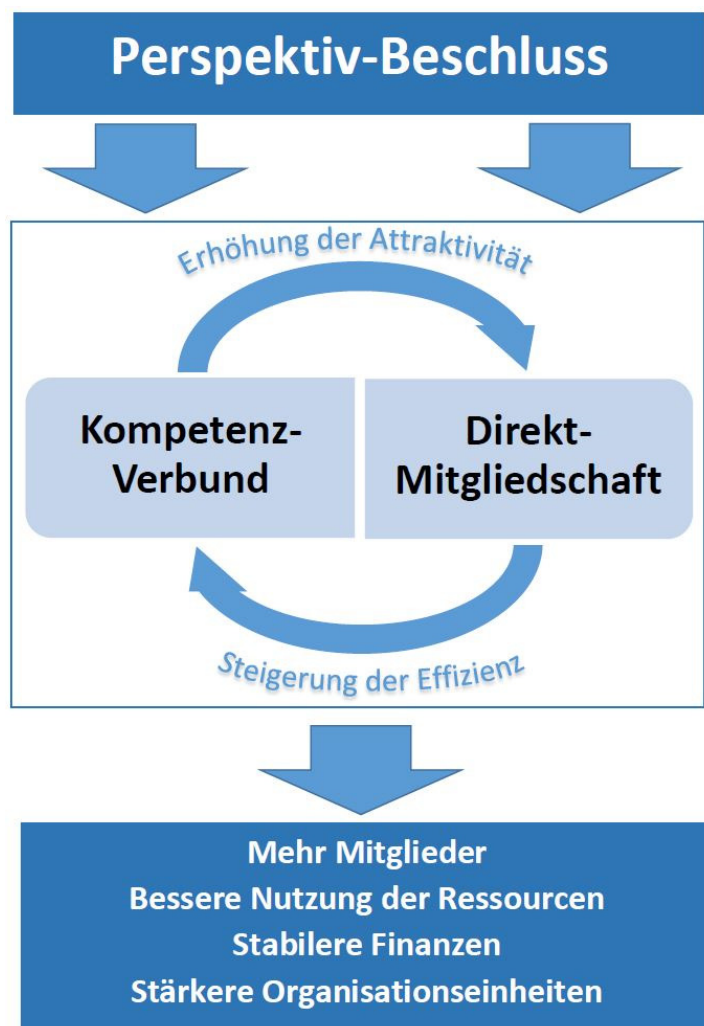 Perspektiv-Beschluss
Erhöhung der Attraktivität
Kompetenz-
Verbund
Direkt-
Mitgliedschaft
Steigerung der Effizienz
Mehr Mitglieder
Bessere Nutzung der Ressourcen
Stabilere Finanzen
Stärkere Organisationseinheiten